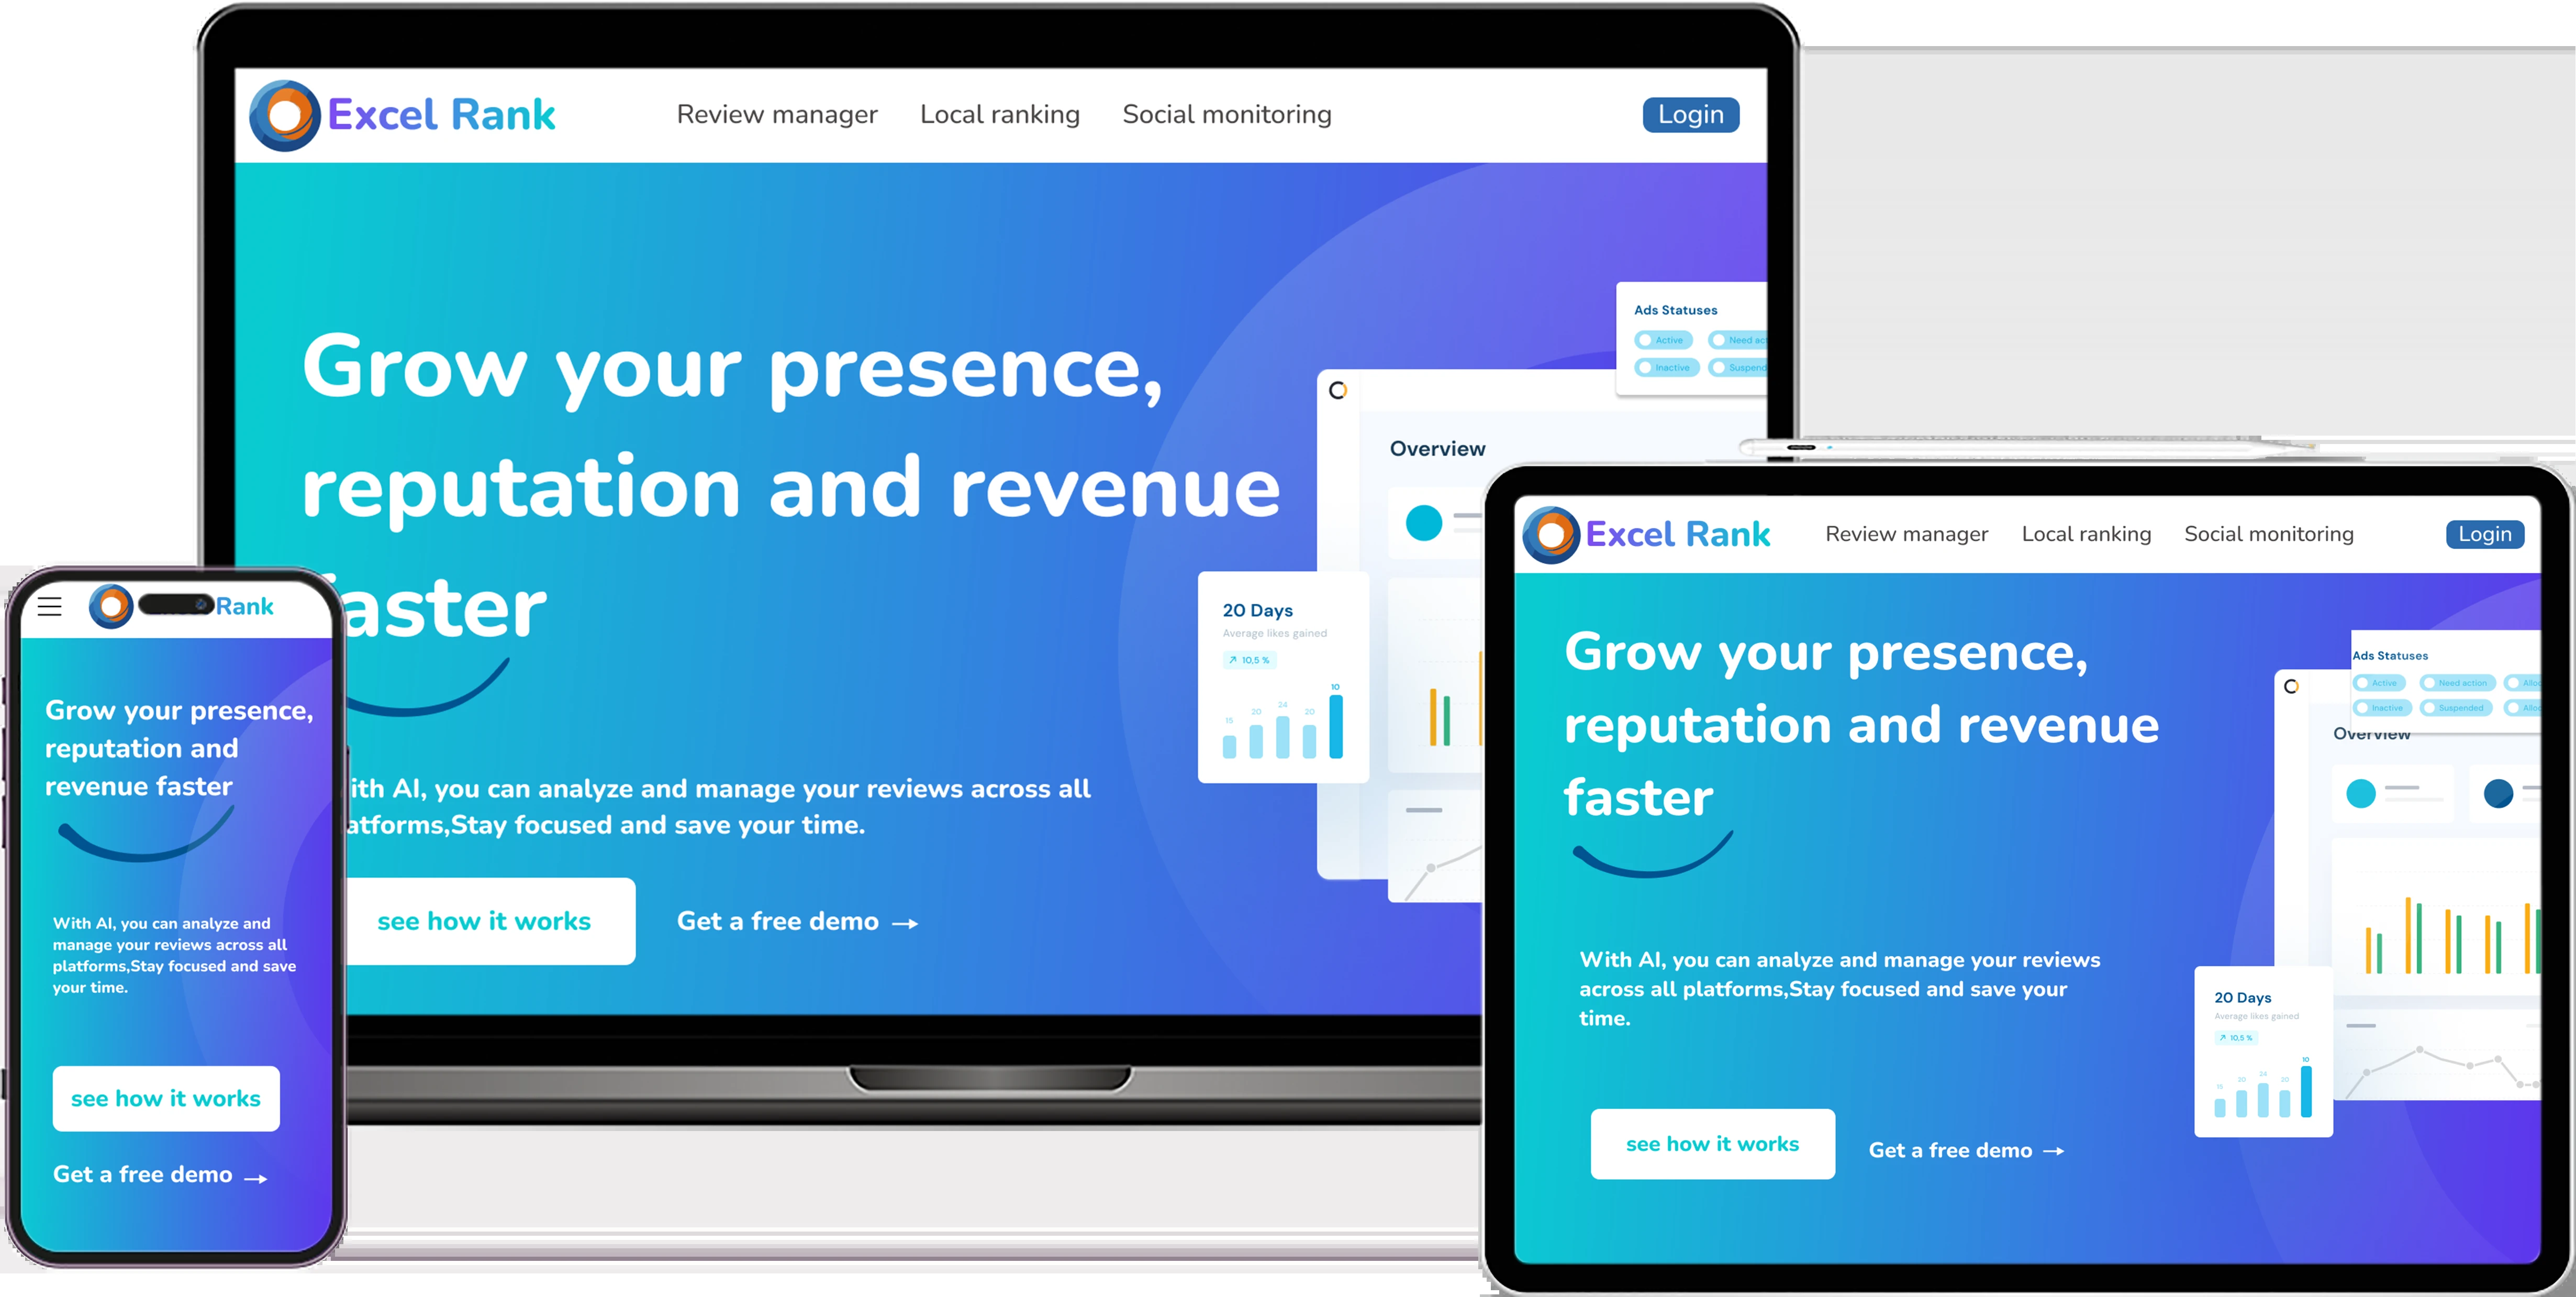 Excel Rank
Review manager
Local ranking
Social monitoring
Login
Grow your presence,
reputation and revenue
aster
ith AI, you can analyze and manage your reviews across all
atforms,Stay focused and save your time.
see how it works
Get a free demo →
Ads Statuses
Active
Need
Inactive
Suspend
Overview
20 Days
Average likes gained
10,5 %
15
20
24
20
10
Rank
Grow your presence,
reputation and
revenue faster
With AI, you can analyze and
manage your reviews across all
platforms,Stay focused and save
your time.
see how it works
Get a free demo →
Excel Rank
Review manager
Local ranking
Social monitoring
Login
Grow your presence,
reputation and revenue
faster
With AI, you can analyze and manage your reviews
across all platforms,Stay focused and save your
time.
see how it works
Get a free demo →
Ads Statuses
Active
Need action
Inactive
Suspended
Overview
20 Days
Average likes gained
10,5 %
15
20
24
20
10